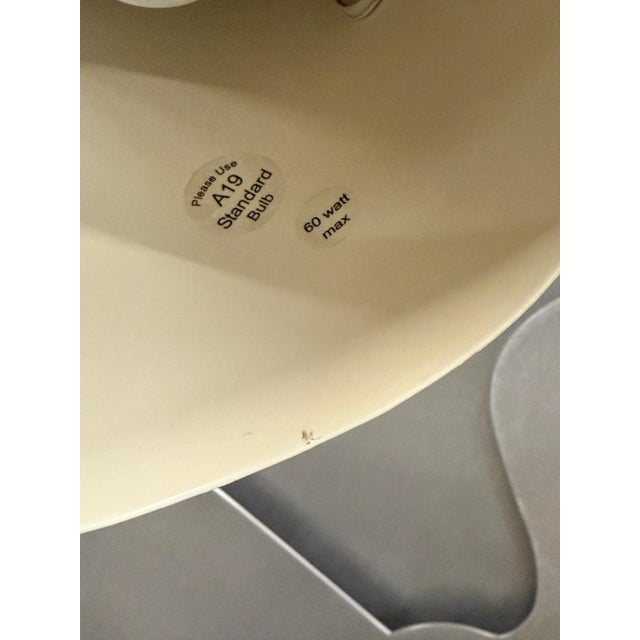 Please Use
A19
Standard
Bulb
60 watt
max